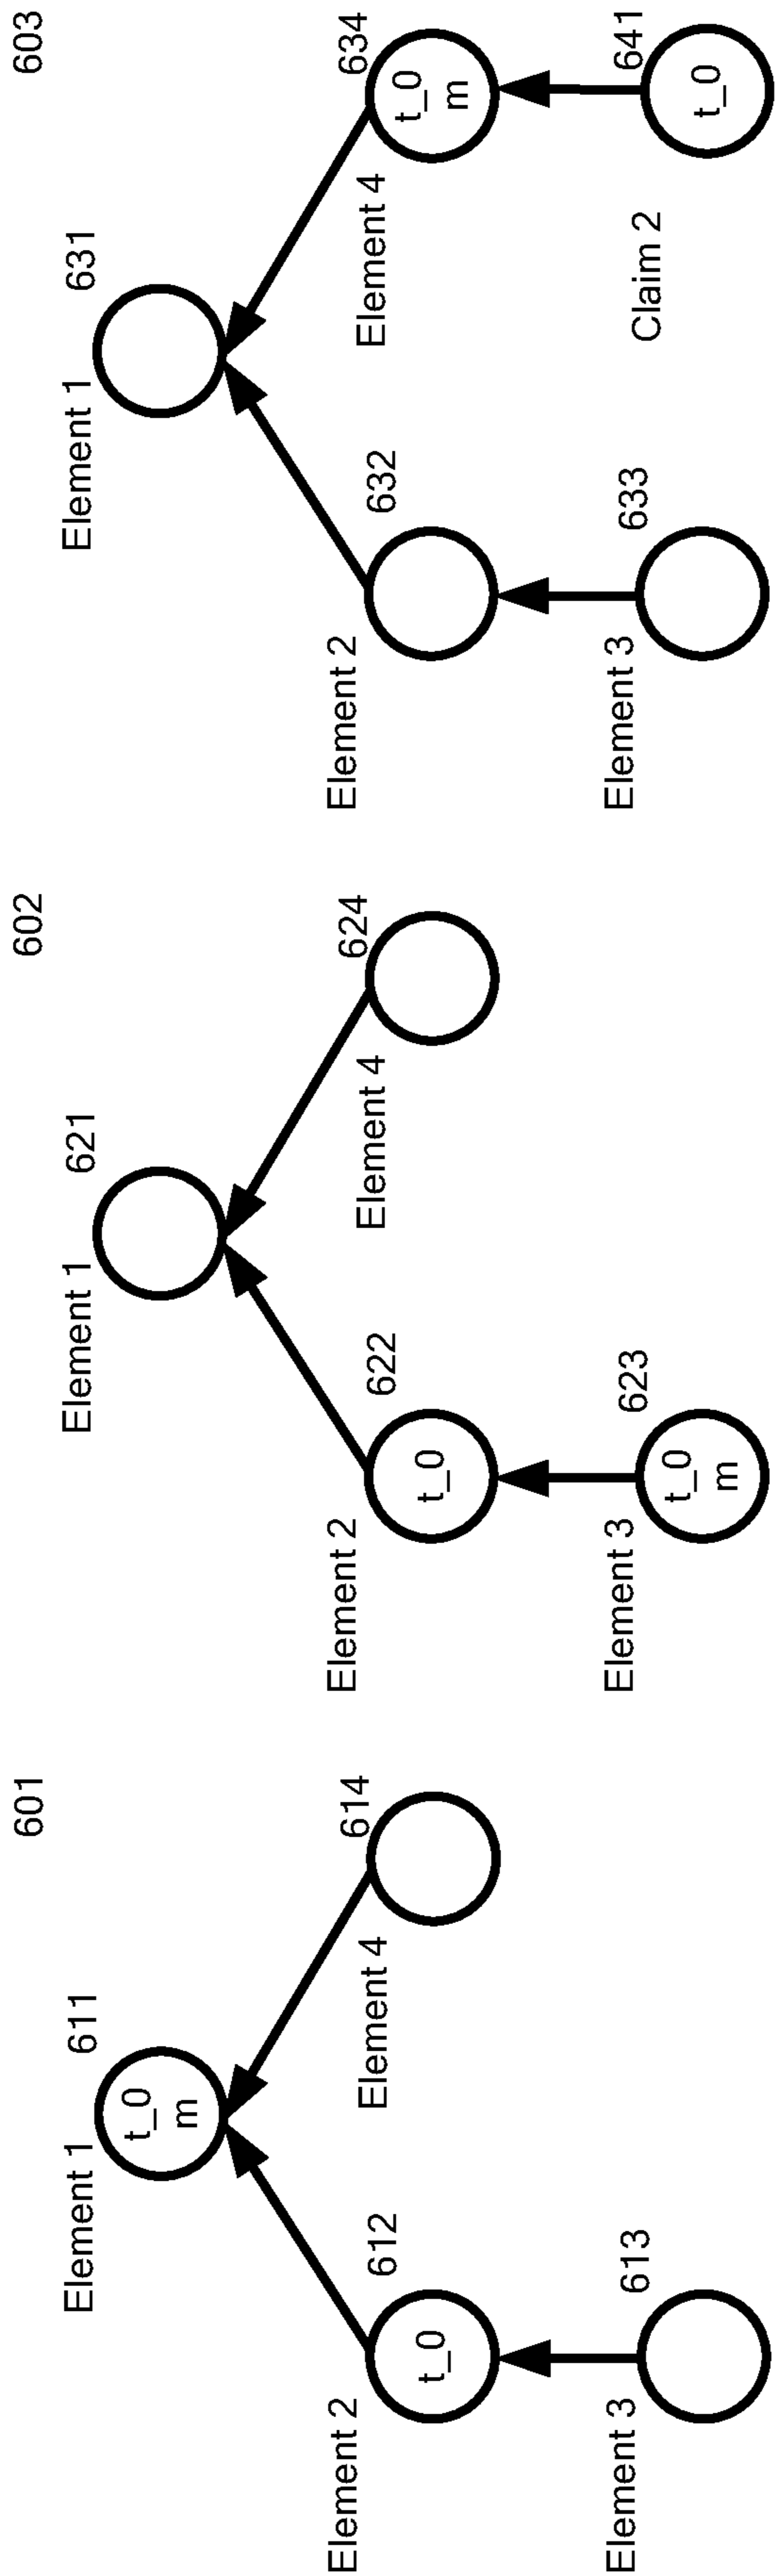 601
Element 1
611
t_0
m
Element 2
612
t_0
Element 4
614
Element 3
613
602
Element 1
621
Element 2
622
t_0
Element 4
624
Element 3
623
t_0
m
603
Element 1
631
Element 2
632
Element 4
634
t_0
m
Element 3
633
Claim 2
641
t_0